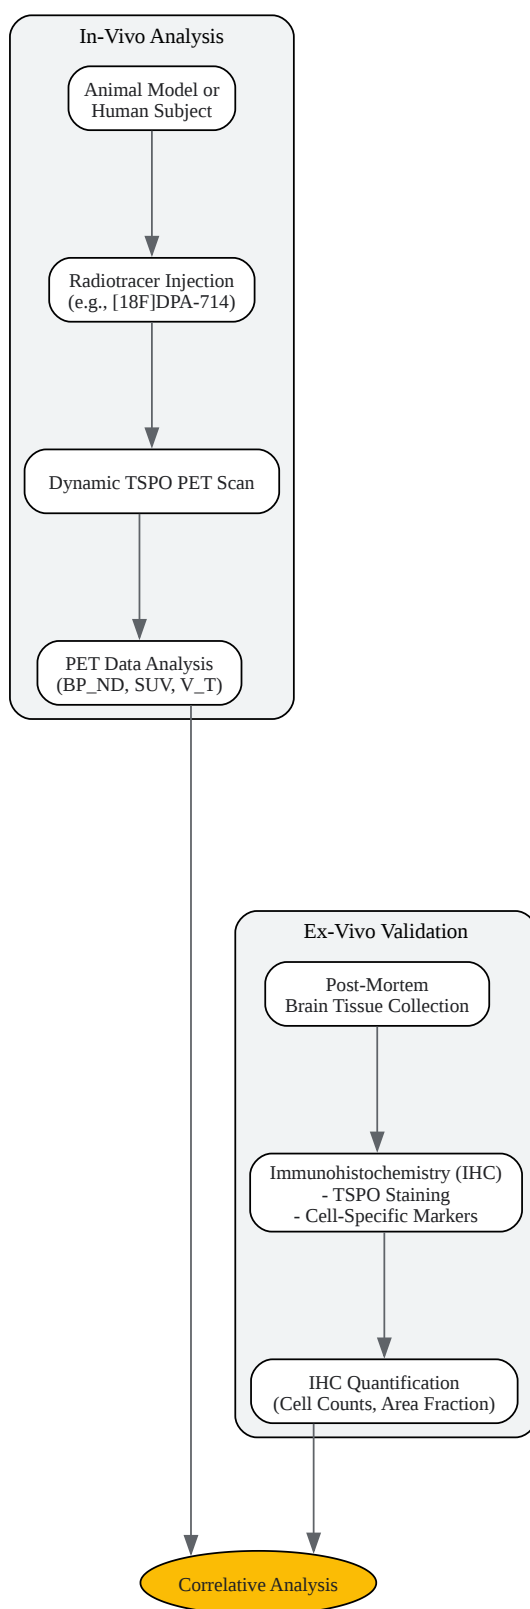 In-Vivo Analysis
Animal Model or
Human Subject
Radiotracer Injection
(e.g., [18F]DPA-714)
Dynamic TSPO PET Scan
PET Data Analysis
(BP_ND, SUV, V_T)
Ex-Vivo Validation
Post-Mortem
Brain Tissue Collection
Immunohistochemistry (IHC)
- TSPO Staining
- Cell-Specific Markers
IHC Quantification
(Cell Counts, Area Fraction)
Correlative Analysis